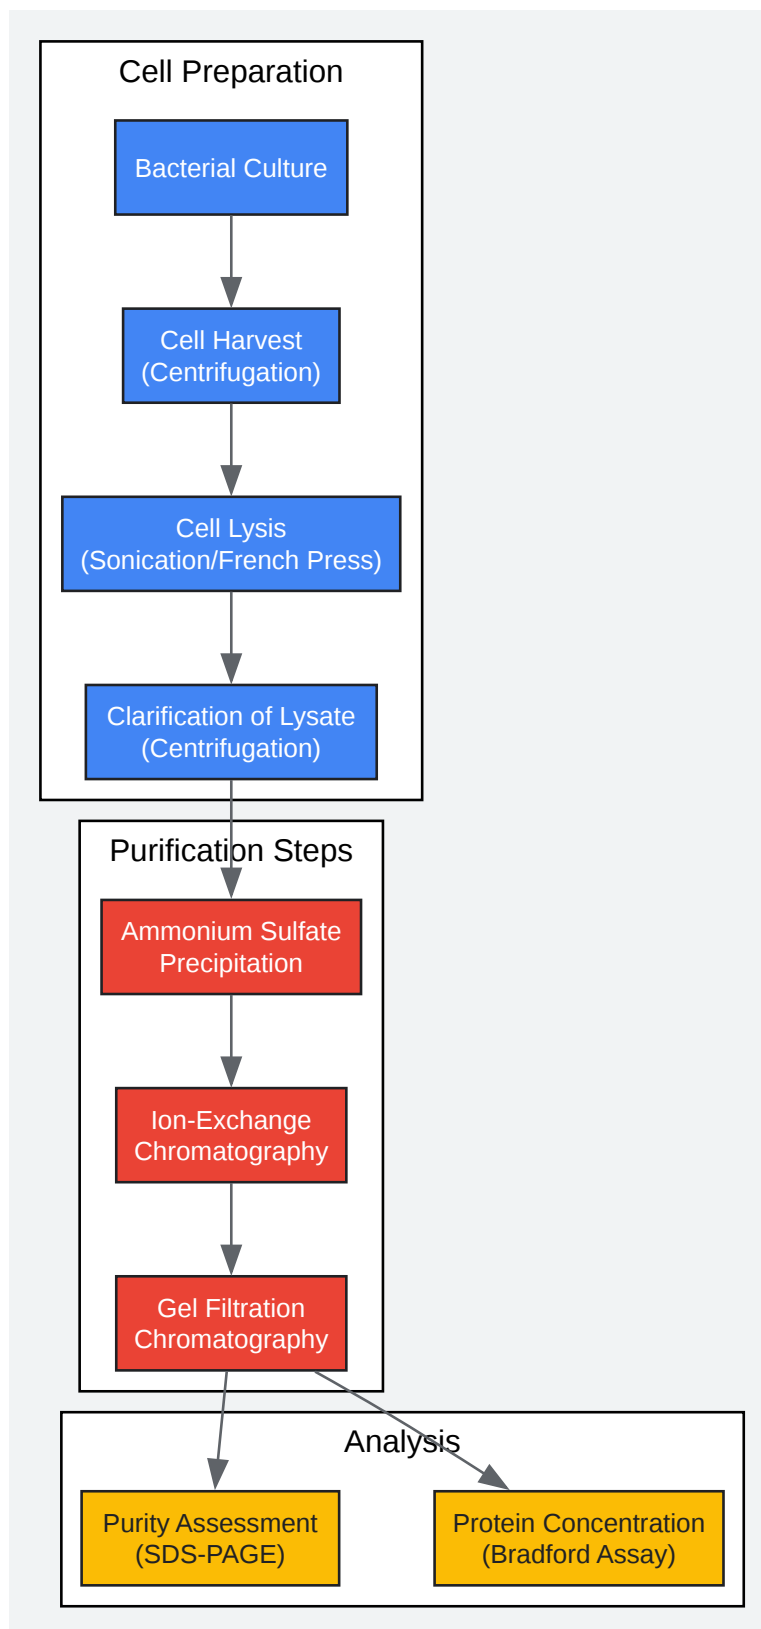 Cell Preparation
Bacterial Culture
Cell Harvest
(Centrifugation)
Cell Lysis
(Sonication/French Press)
Clarification of Lysate
(Centrifugation)
Purification Steps
Ammonium Sulfate
Precipitation
Ion-Exchange
Chromatography
Gel Filtration
Chromatography
Analysis
Purity Assessment
(SDS-PAGE)
Protein Concentration
(Bradford Assay)